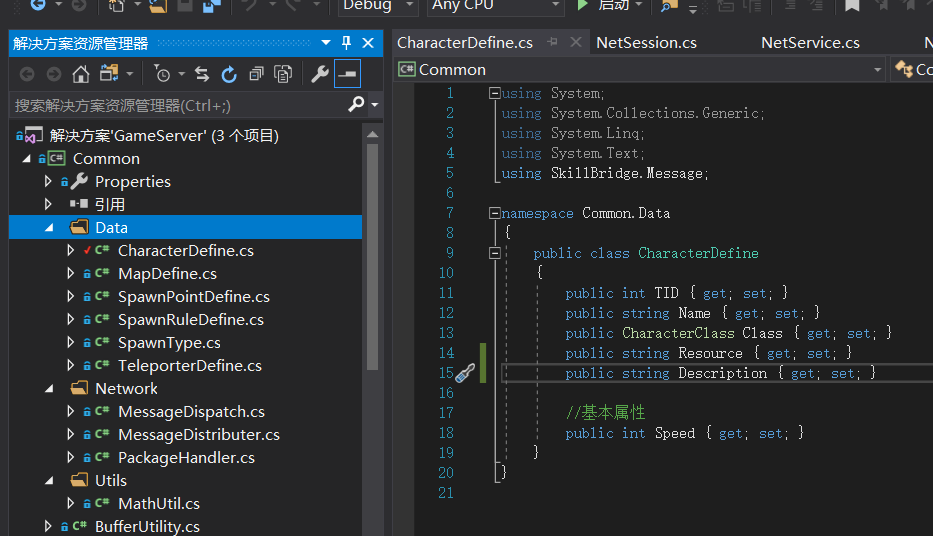 Debug Any CPU 启动
解决方案资源管理器
搜索解决方案资源管理器(Ctrl+;)
解决方案'GameServer' (3 个项目)
Common
Properties
引用
Data
CharacterDefine.cs
MapDefine.cs
SpawnPointDefine.cs
SpawnRuleDefine.cs
SpawnType.cs
TeleporterDefine.cs
Network
MessageDispatch.cs
MessageDistributer.cs
PackageHandler.cs
Utils
MathUtil.cs
BufferUtility.cs
CharacterDefine.cs NetSession.cs NetService.cs N
Common Co
1 using System;
2 using System.Collections.Generic;
3 using System.Linq;
4 using System.Text;
5 using SkillBridge.Message;
6
7 namespace Common.Data
8 {
9 public class CharacterDefine
10 {
11 public int TID { get; set; }
12 public string Name { get; set; }
13 public CharacterClass Class { get; set; }
14 public string Resource { get; set; }
15 public string Description { get; set; }
16
17 //基本属性
18 public int Speed { get; set; }
19 }
20 }
21